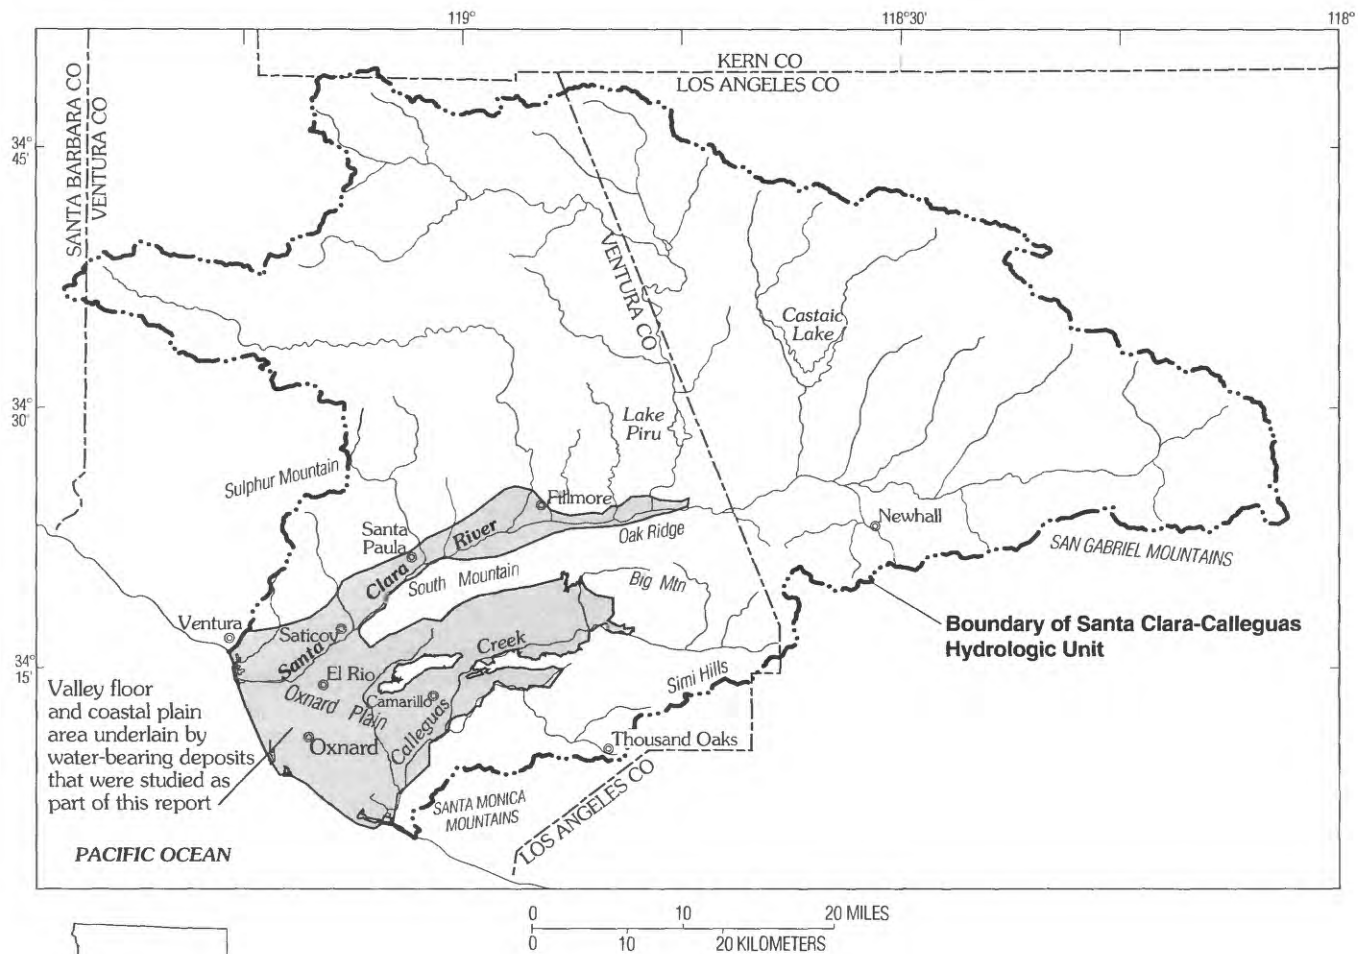 119°
118°30'
118°
KERN CO
LOS ANGELES CO
SANTA BARBARA CO
VENTURA CO
34°
45'
VENTURA CO
Castaic
Lake
34°
30'
Lake
Piru
Sulphur Mountain
Fillmore
Newhall
Santa
Paula
River
Oak Ridge
SAN GABRIEL MOUNTAINS
Clara
South Mountain
Big Mtn
Ventura
Saticoy
Santa
Creek
Boundary of Santa Clara-Calleguas
Hydrologic Unit
34°
15'
El Rio
Simi Hills
Oxnard Plain
Camarillo
Calleguas
Valley floor
and coastal plain
area underlain by
water-bearing deposits
that were studied as
part of this report
Oxnard
Thousand Oaks
SANTA MONICA
MOUNTAINS
LOS ANGELES CO
PACIFIC OCEAN
0 10 20 MILES
0 10 20 KILOMETERS